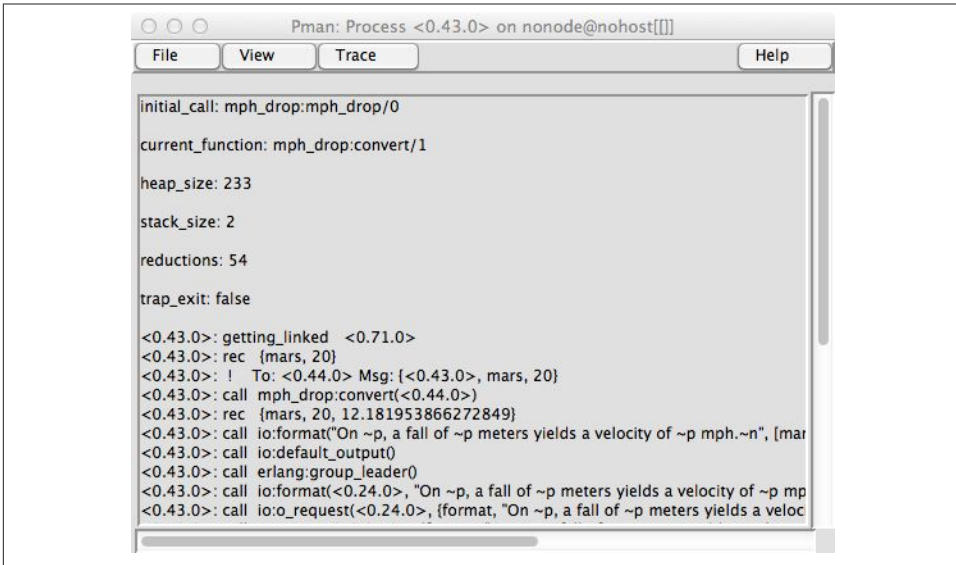 Pman: Process <0.43.0> on nonode@nohost[[]]
File View Trace Help
initial_call: mph_drop:mph_drop/0
current_function: mph_drop:convert/1
heap_size: 233
stack_size: 2
reductions: 54
trap_exit: false
<0.43.0>: getting_linked <0.71.0>
<0.43.0>: rec {mars, 20}
<0.43.0>: ! To: <0.44.0> Msg: {<0.43.0>, mars, 20}
<0.43.0>: call mph_drop:convert(<0.44.0>)
<0.43.0>: rec {mars, 20, 12.181953866272849}
<0.43.0>: call io:format("On ~p, a fall of ~p meters yields a velocity of ~p mph.~n", [mar
<0.43.0>: call io:default_output()
<0.43.0>: call erlang:group_leader()
<0.43.0>: call io:format(<0.24.0>, "On ~p, a fall of ~p meters yields a velocity of ~p mp
<0.43.0>: call io:o_request(<0.24.0>, {format, "On ~p, a fall of ~p meters yields a veloc